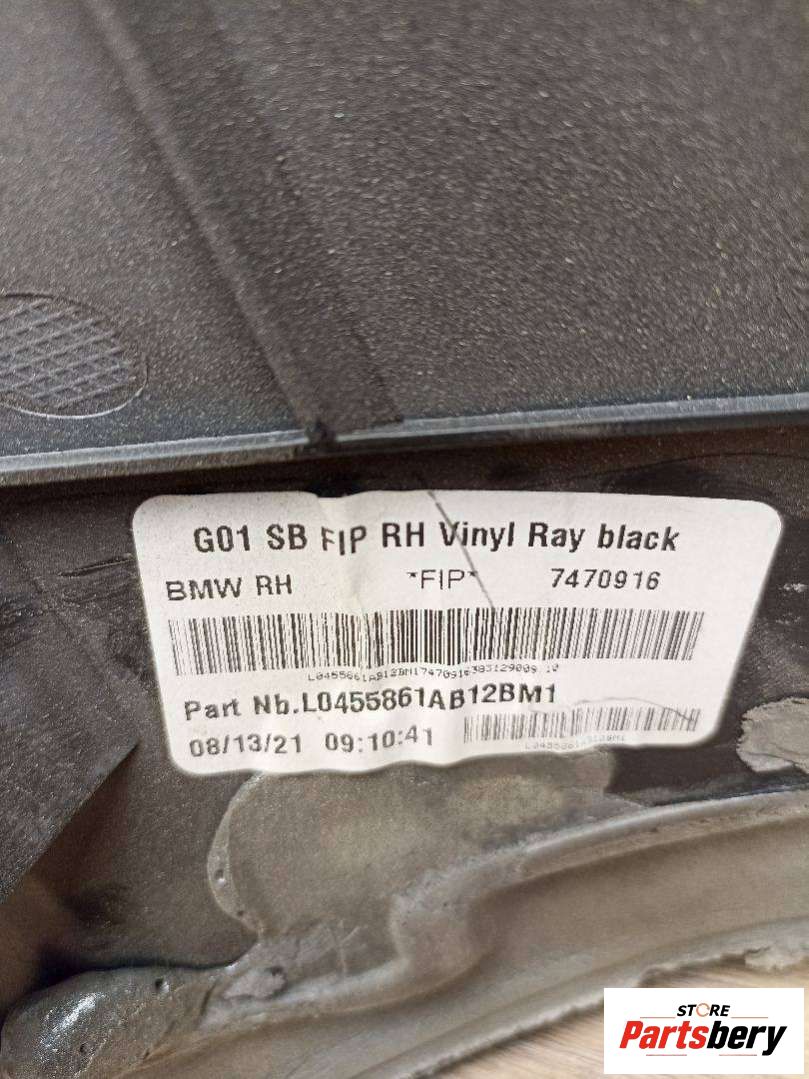 G01 SB FIP RH Vinyl Ray black
BMW RH *FIP* 7470916
Part Nb.L0455861AB12BM1
08/13/21 09:10:41
STORE
Partsbery